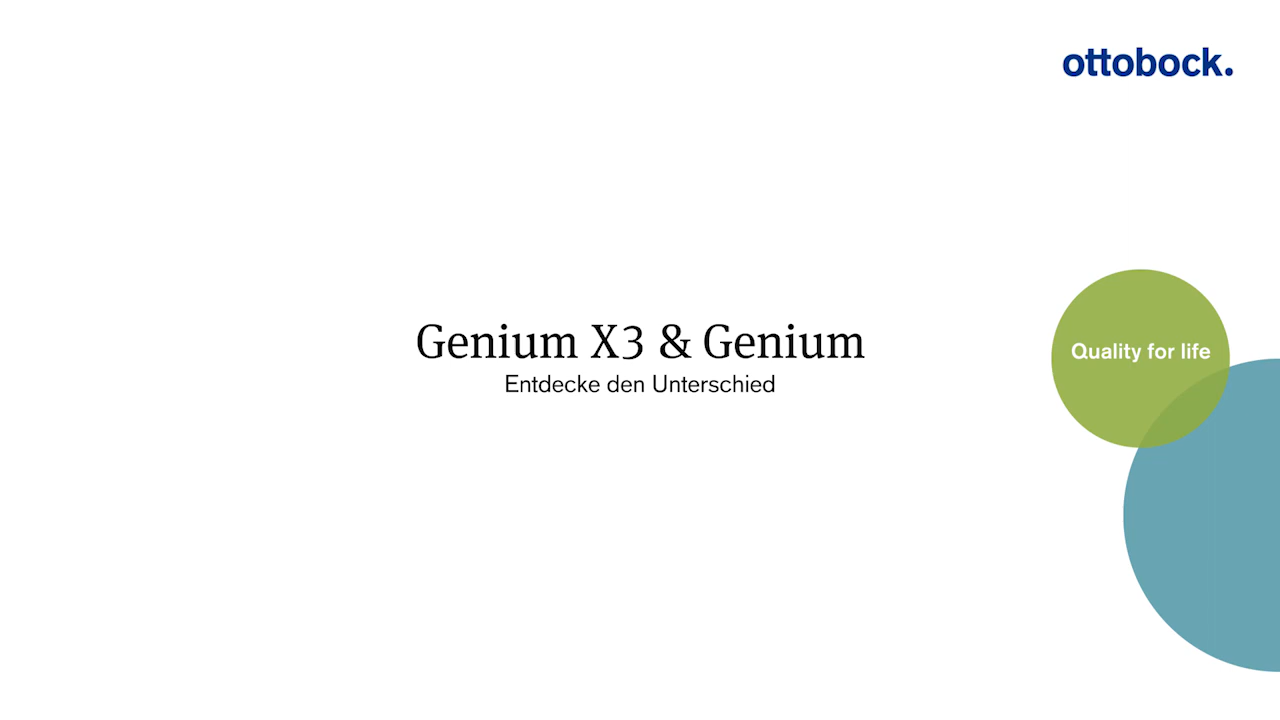 ottobock.
Genium X3 & Genium
Entdecke den Unterschied
Quality for life